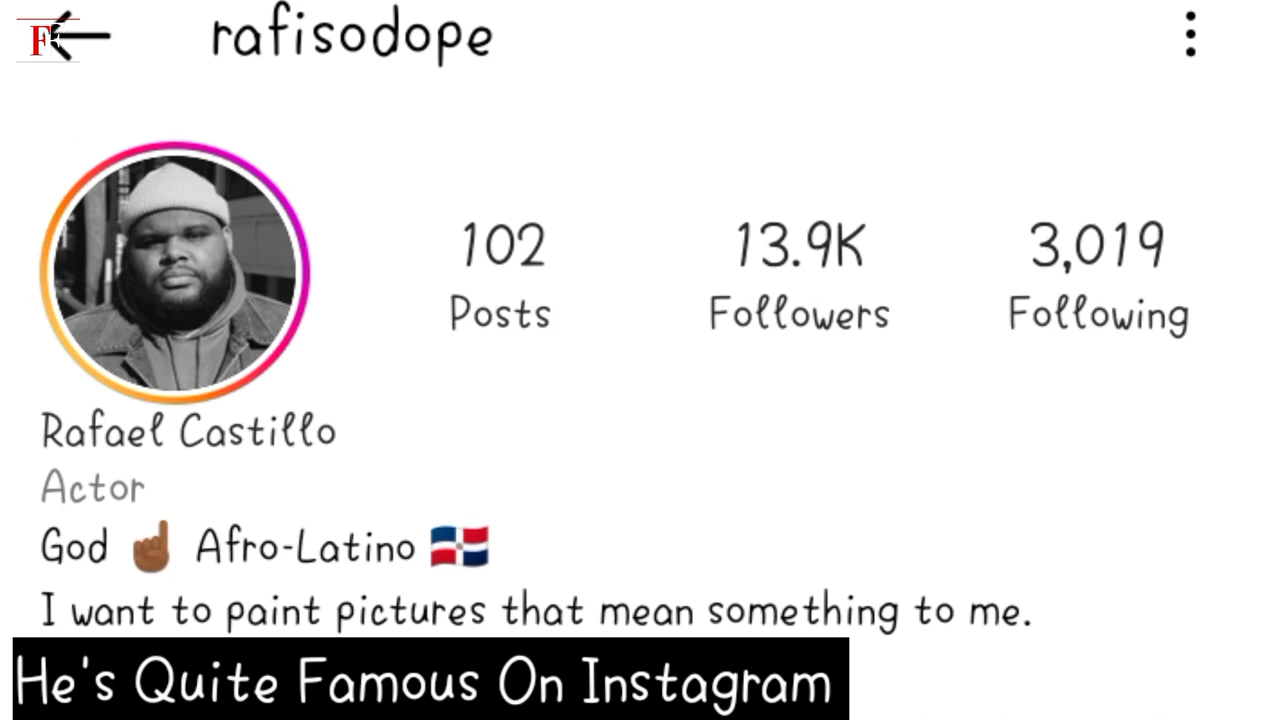 F
rafisodope
102
13.9K
3,019
Posts
Followers
Following
Rafael Castillo
Actor
God ☝🏾 Afro-Latino 🇩🇴
I want to paint pictures that mean something to me.
He's Quite Famous On Instagram